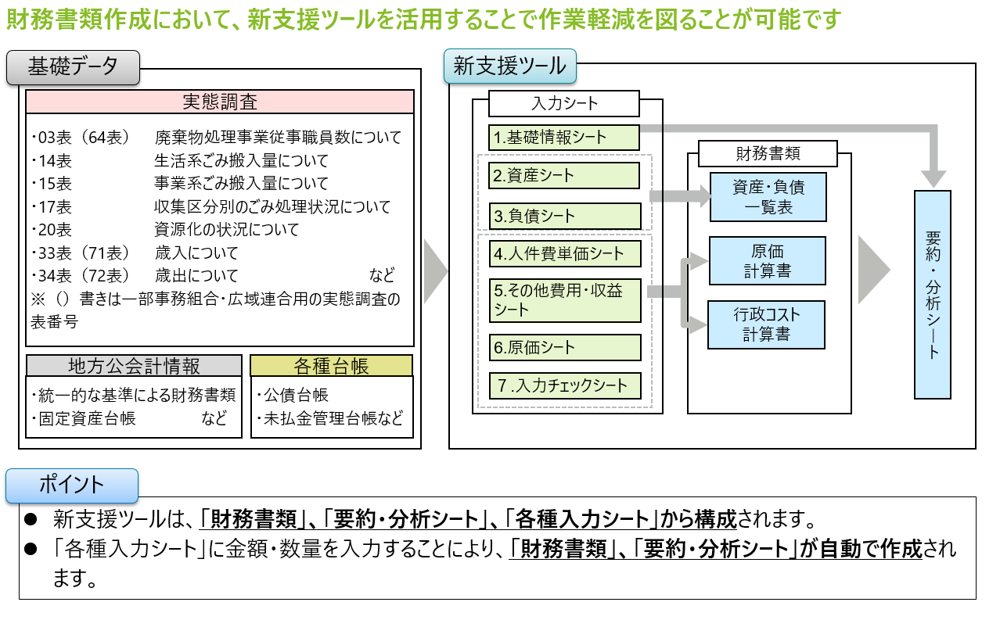 財務書類作成において、新支援ツールを活用することで作業軽減を図ることが可能です
基礎データ
実態調査
・03表（64表）　廃棄物処理事業従事職員数について
・14表　生活系ごみ搬入量について
・15表　事業系ごみ搬入量について
・17表　収集区分別のごみ処理状況について
・20表　資源化の状況について
・33表（71表）　歳入について
・34表（72表）　歳出について　など
※（）書きは一部事務組合・広域連合用の実態調査の
表番号
地方公会計情報
・統一的な基準による財務書類
・固定資産台帳　など
各種台帳
・公債台帳
・未払金管理台帳など
新支援ツール
入力シート
1.基礎情報シート
2.資産シート
3.負債シート
4.人件費単価シート
5.その他費用・収益
シート
6.原価シート
７.入力チェックシート
財務書類
資産・負債
一覧表
原価
計算書
行政コスト
計算書
要約・分析シート
ポイント
● 新支援ツールは、「財務書類」、「要約・分析シート」、「各種入力シート」から構成されます。
● 「各種入力シート」に金額・数量を入力することにより、「財務書類」、「要約・分析シート」が自動で作成され
ます。